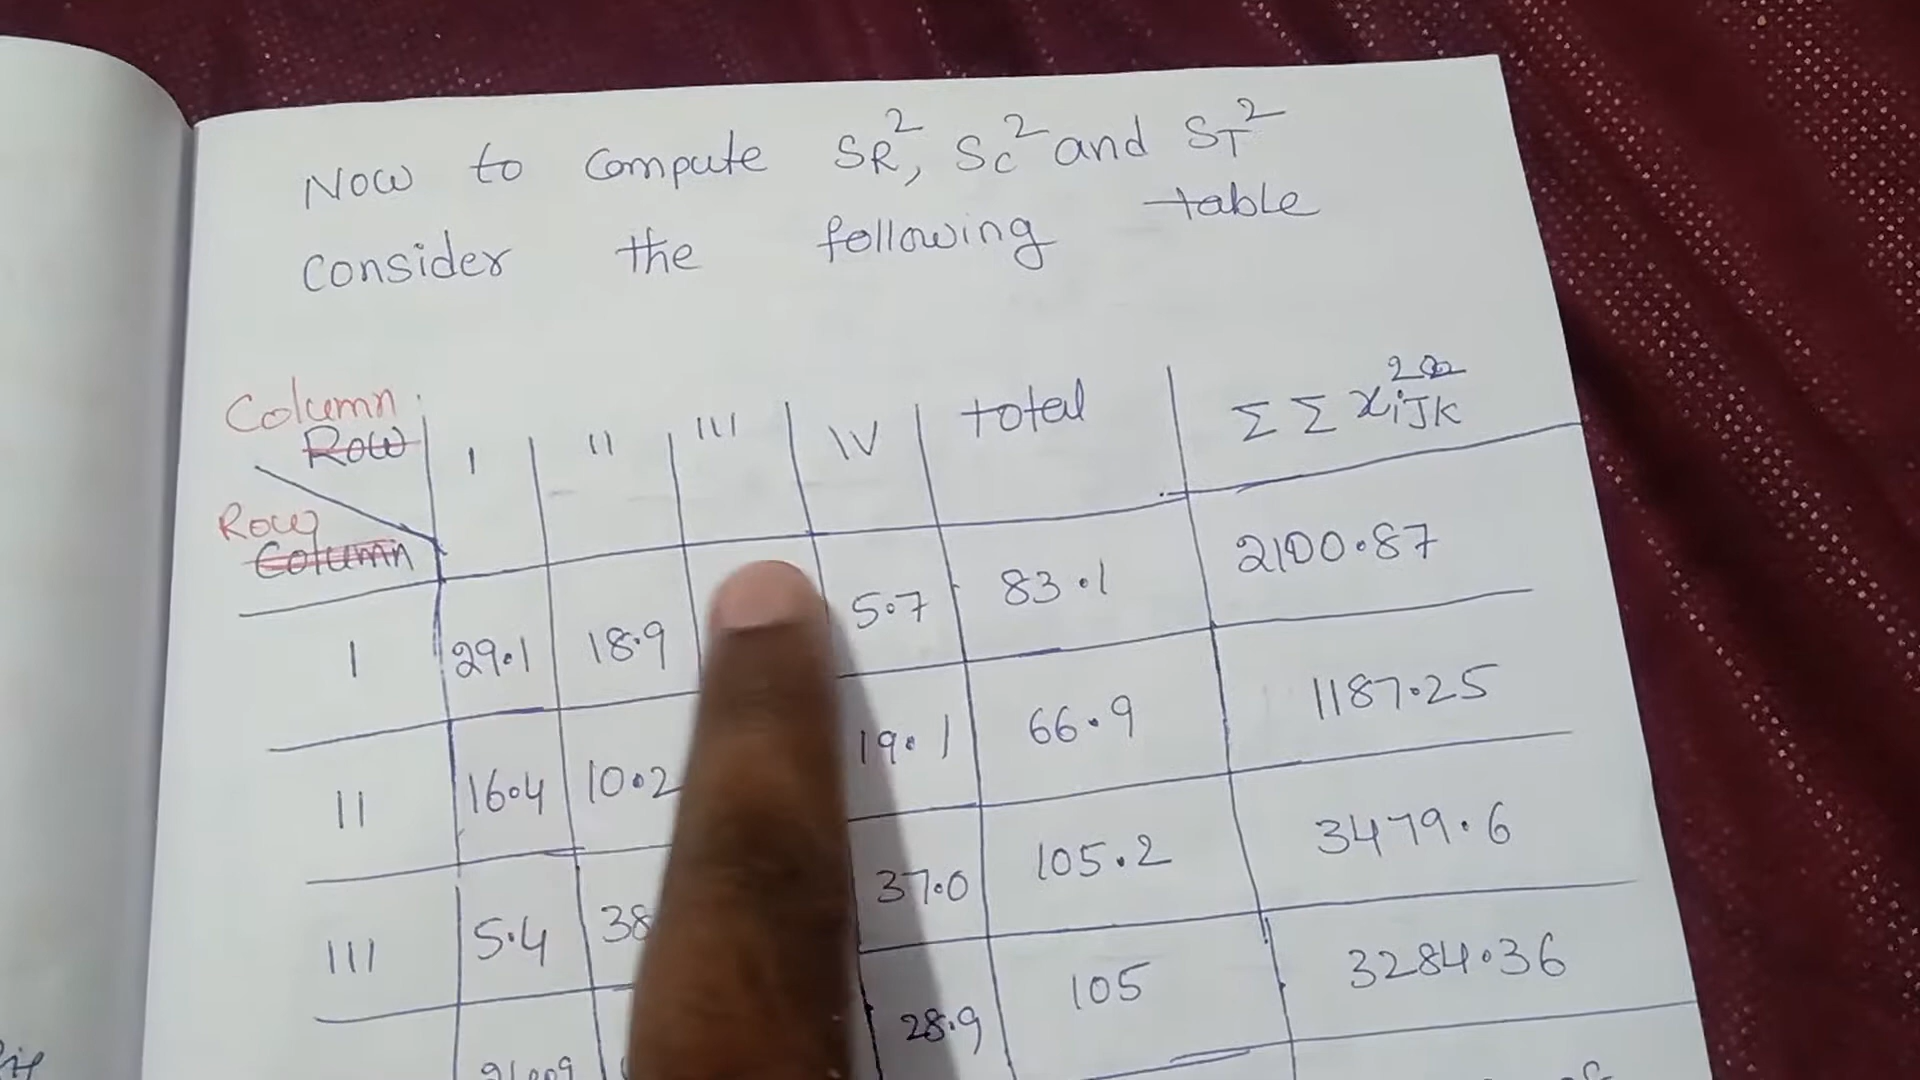 Now to compute SR², Sc² and ST²
consider the following table
Column
Row I II III IV total ΣΣ x²ijk
Row
Column
I 29.1 18.9 5.7 83.1 2100.87
II 16.4 10.2 19.1 66.9 1187.25
III 5.4 38 37.0 105.2 3479.6
28.9 105 3284.36